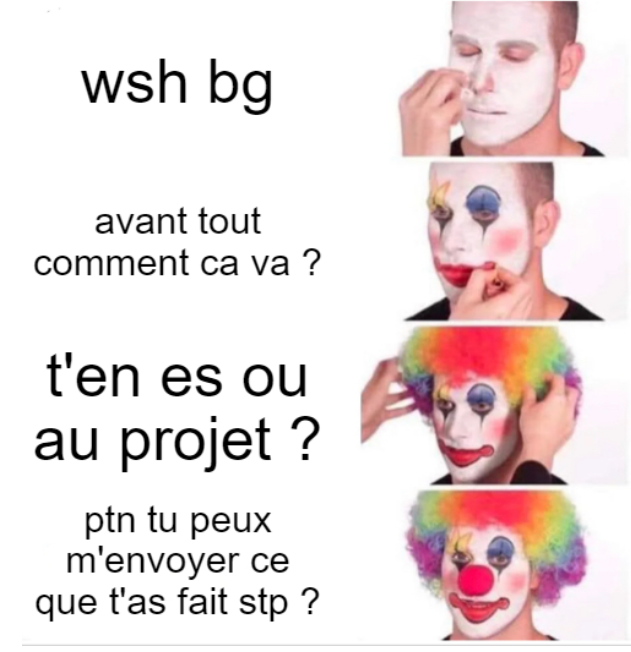 wsh bg
avant tout
comment ca va ?
t'en es ou
au projet ?
ptn tu peux
m'envoyer ce
que t'as fait stp ?